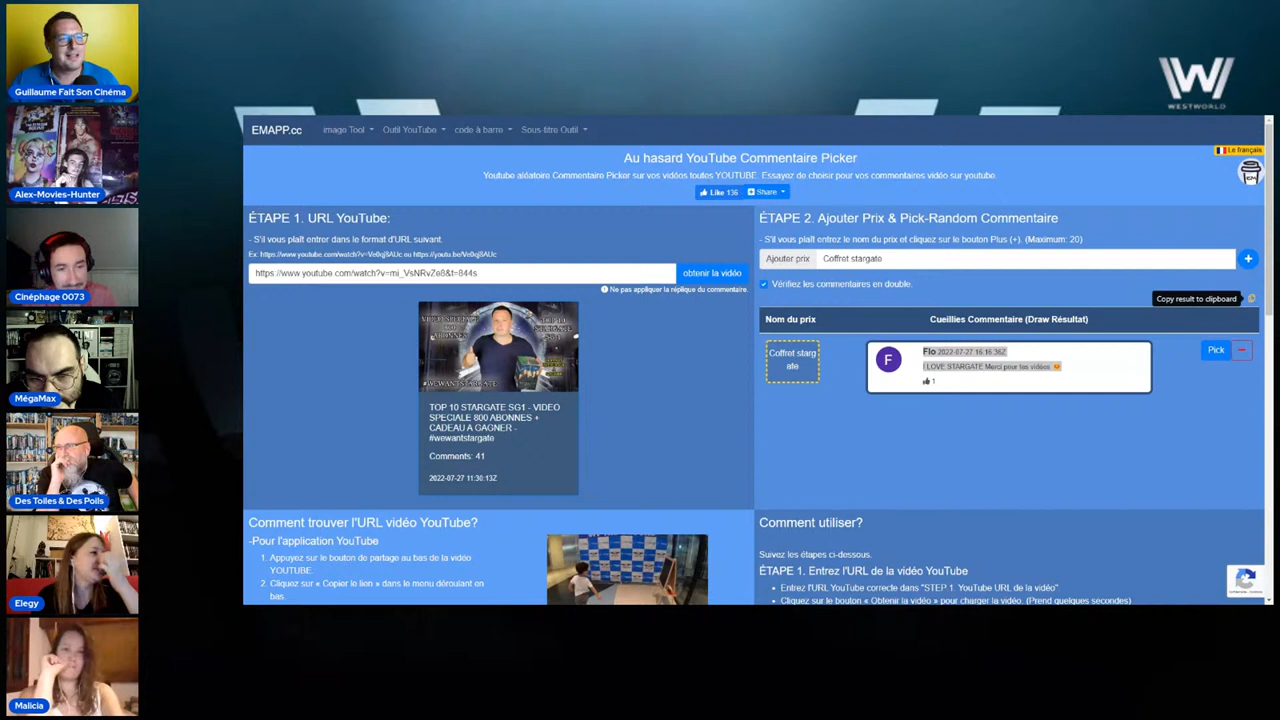 Guillaume Fait Son Cinéma
Alex-Movies-Hunter
Cinéphage 0073
MégaMax
Des Toiles & Des Poils
Elegy
Malicia
WESTWORLD
EMAPP.cc
image Tool
Outil YouTube
code à barre
Sous-titre Outil
Le français
Au hasard YouTube Commentaire Picker
Youtube aléatoire Commentaire Picker sur vos vidéos toutes YOUTUBE. Essayez de choisir pour vos commentaires vidéo sur youtube.
Like 136
Share
ÉTAPE 1. URL YouTube:
- S'il vous plaît entrer dans le format d'URL suivant.
https://www.youtube.com/watch?v=mi_VsNRvZe8&t=844s
obtenir la vidéo
Ne pas appliquer la réplique du commentaire.
VIDEO SPECIALE
ABONNES
TOP 10
STARGATE
#WEWANTSTARGATE
TOP 10 STARGATE SG1 - VIDEO
SPECIALE 800 ABONNES +
CADEAU A GAGNER -
#wewantstargate
Comments: 41
2022-07-27 11:30:13Z
ÉTAPE 2. Ajouter Prix & Pick-Random Commentaire
- S'il vous plaît entrez le nom du prix et cliquez sur le bouton Plus (+). (Maximum: 20)
Ajouter prix
Coffret stargate
Vérifiez les commentaires en double.
Copy result to clipboard
Nom du prix
Cueillies Commentaire (Draw Résultat)
Coffret starg
ate
F
Flo 2022-07-27 16:16:36Z
I LOVE STARGATE Merci pour tes vidéos
1
Pick
Comment trouver l'URL vidéo YouTube?
-Pour l'application YouTube
1. Appuyez sur le bouton de partage au bas de la vidéo
YOUTUBE.
2. Cliquez sur « Copier le lien » dans le menu déroulant en
bas.
Comment utiliser?
Suivez les étapes ci-dessous.
ÉTAPE 1. Entrez l'URL de la vidéo YouTube
• Entrez l'URL YouTube correcte dans "STEP 1. YouTube URL de la vidéo".
• Cliquez sur le bouton « Obtenir la vidéo » pour charger la vidéo. (Prend quelques secondes)